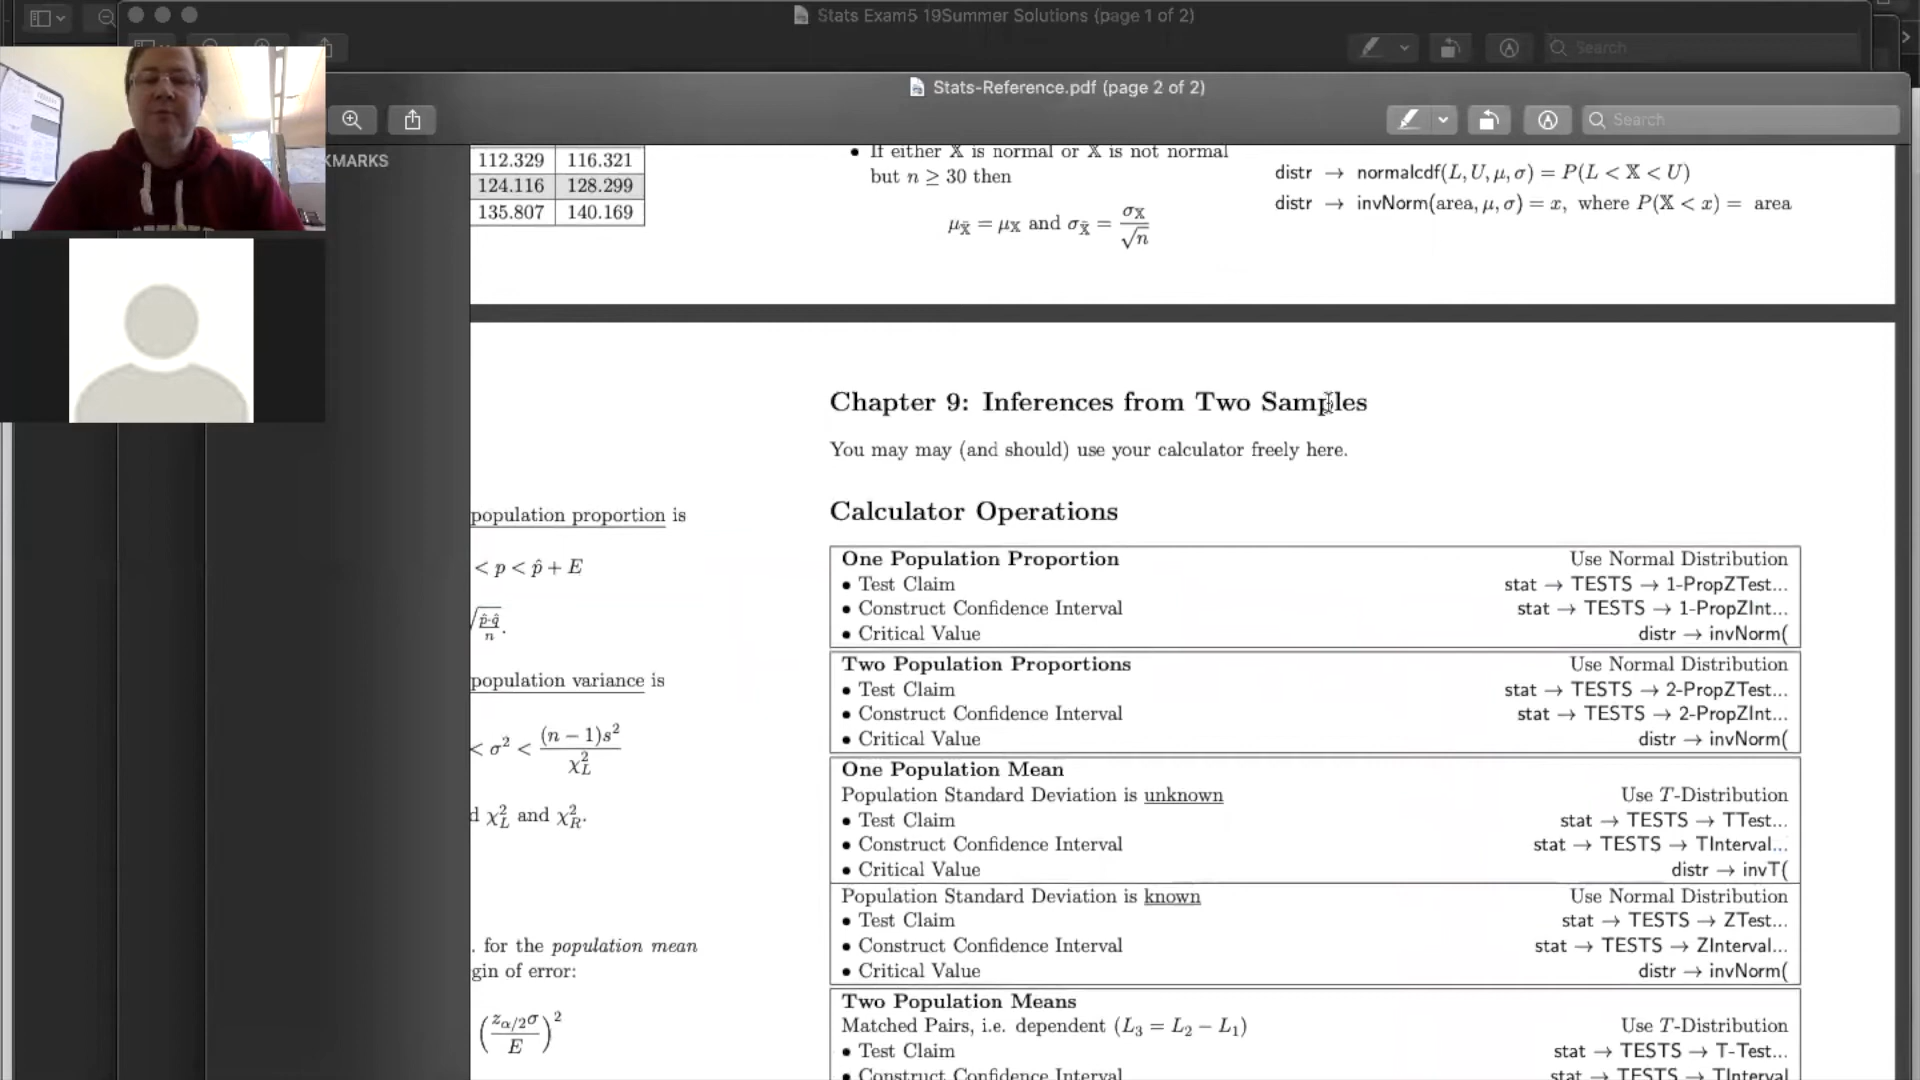 Stats Exam5 19Summer Solutions (page 1 of 2)
Search
Stats-Reference.pdf (page 2 of 2)
Search
KMARKS
112.329 116.321
124.116 128.299
135.807 140.169
• If either 𝕏 is normal or 𝕏 is not normal
but n ≥ 30 then
μ_𝕏̄ = μ_𝕏 and σ_𝕏̄ = σ_𝕏/√n
distr → normalcdf(L, U, μ, σ) = P(L < 𝕏 < U)
distr → invNorm(area, μ, σ) = x, where P(𝕏 < x) = area
population proportion is
< p < p̂ + E
√(p̂·q̂/n).
population variance is
< σ² < (n − 1)s²/χ²_L
d χ²_L and χ²_R.
. for the population mean
gin of error:
(z_α/2 σ/E)²
Chapter 9: Inferences from Two Samples
You may may (and should) use your calculator freely here.
Calculator Operations
One Population Proportion Use Normal Distribution
• Test Claim stat → TESTS → 1-PropZTest...
• Construct Confidence Interval stat → TESTS → 1-PropZInt...
• Critical Value distr → invNorm(
Two Population Proportions Use Normal Distribution
• Test Claim stat → TESTS → 2-PropZTest...
• Construct Confidence Interval stat → TESTS → 2-PropZInt...
• Critical Value distr → invNorm(
One Population Mean
Population Standard Deviation is unknown Use T-Distribution
• Test Claim stat → TESTS → TTest...
• Construct Confidence Interval stat → TESTS → TInterval...
• Critical Value distr → invT(
Population Standard Deviation is known Use Normal Distribution
• Test Claim stat → TESTS → ZTest...
• Construct Confidence Interval stat → TESTS → ZInterval...
• Critical Value distr → invNorm(
Two Population Means
Matched Pairs, i.e. dependent (L₃ = L₂ − L₁) Use T-Distribution
• Test Claim stat → TESTS → T-Test...
• Construct Confidence Interval stat → TESTS → TInterval